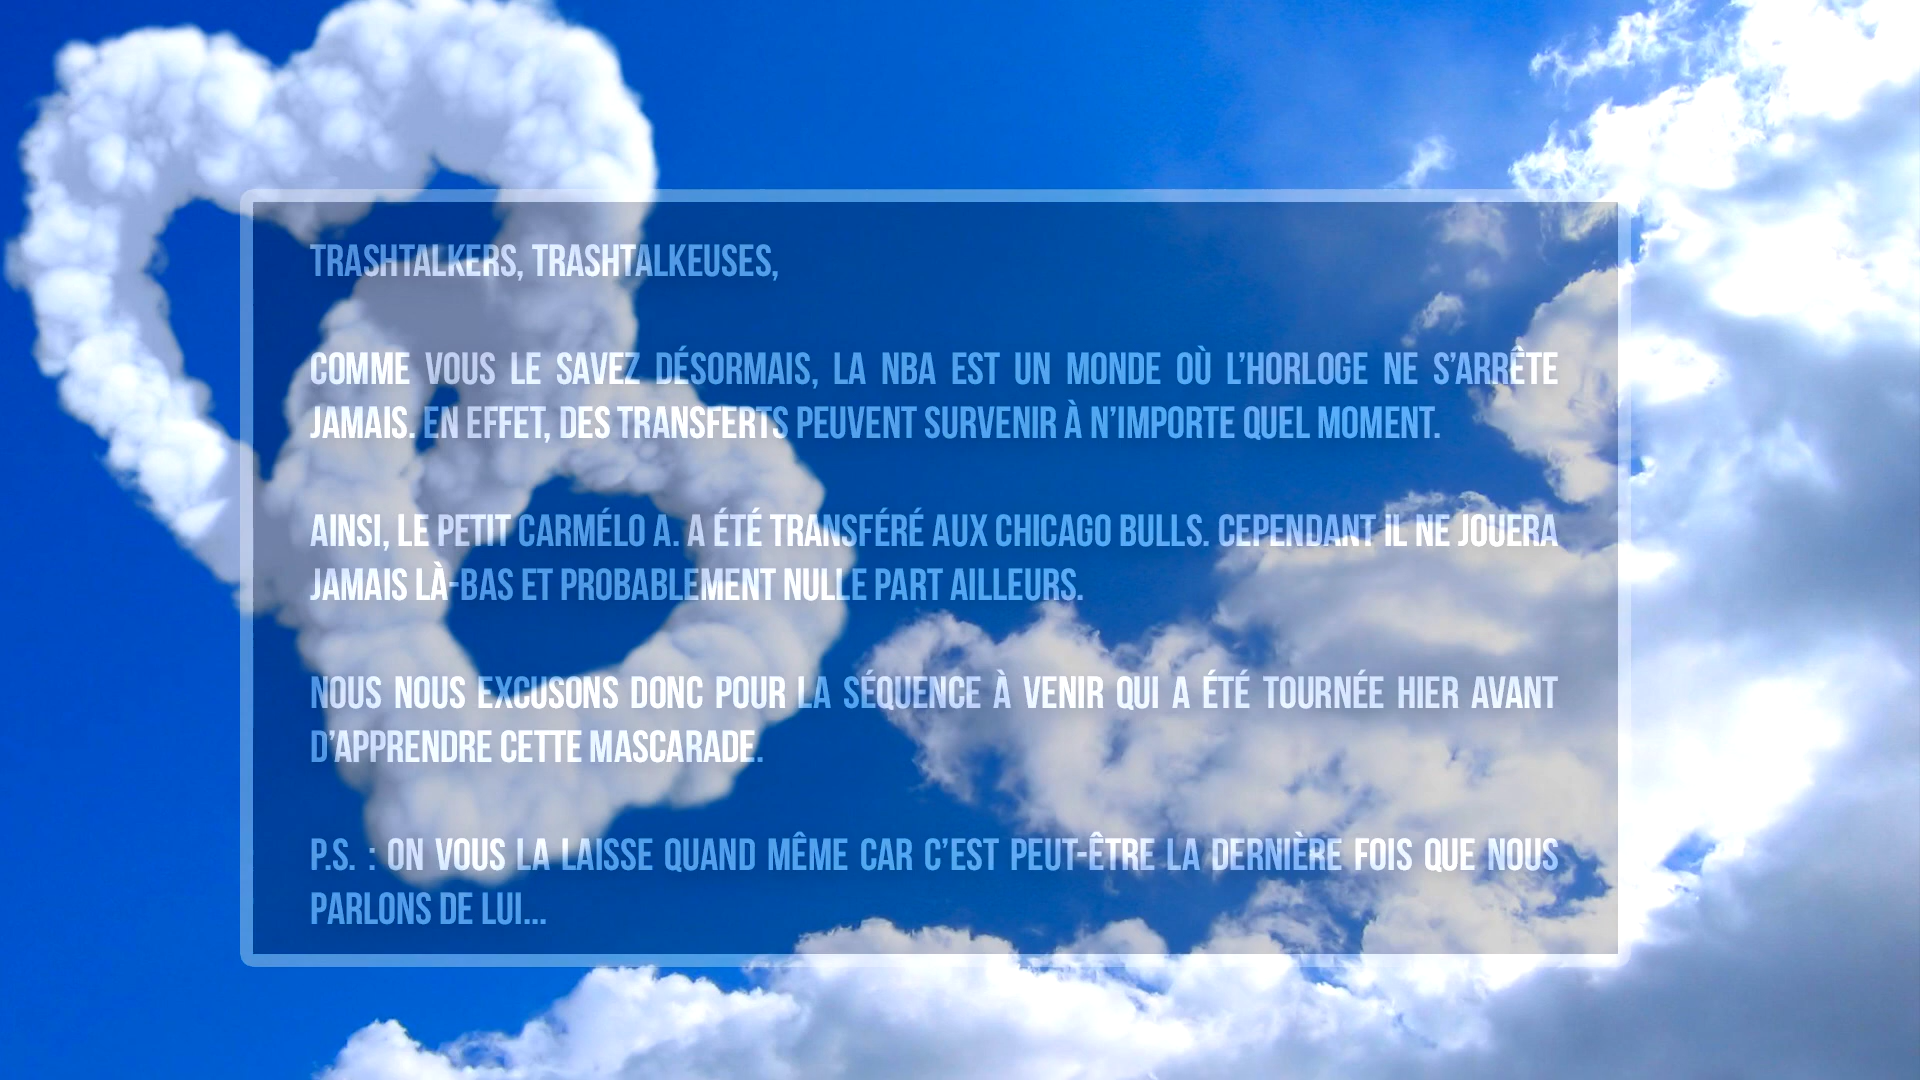 TRASHTALKERS, TRASHTALKEUSES,
COMME VOUS LE SAVEZ DÉSORMAIS, LA NBA EST UN MONDE OÙ L'HORLOGE NE S'ARRÊTE
JAMAIS. EN EFFET, DES TRANSFERTS PEUVENT SURVENIR À N'IMPORTE QUEL MOMENT.
AINSI, LE PETIT CARMÉLO A. A ÉTÉ TRANSFÉRÉ AUX CHICAGO BULLS. CEPENDANT IL NE JOUERA
JAMAIS LÀ-BAS ET PROBABLEMENT NULLE PART AILLEURS.
NOUS NOUS EXCUSONS DONC POUR LA SÉQUENCE À VENIR QUI A ÉTÉ TOURNÉE HIER AVANT
D'APPRENDRE CETTE MASCARADE.
P.S. : ON VOUS LA LAISSE QUAND MÊME CAR C'EST PEUT-ÊTRE LA DERNIÈRE FOIS QUE NOUS
PARLONS DE LUI...